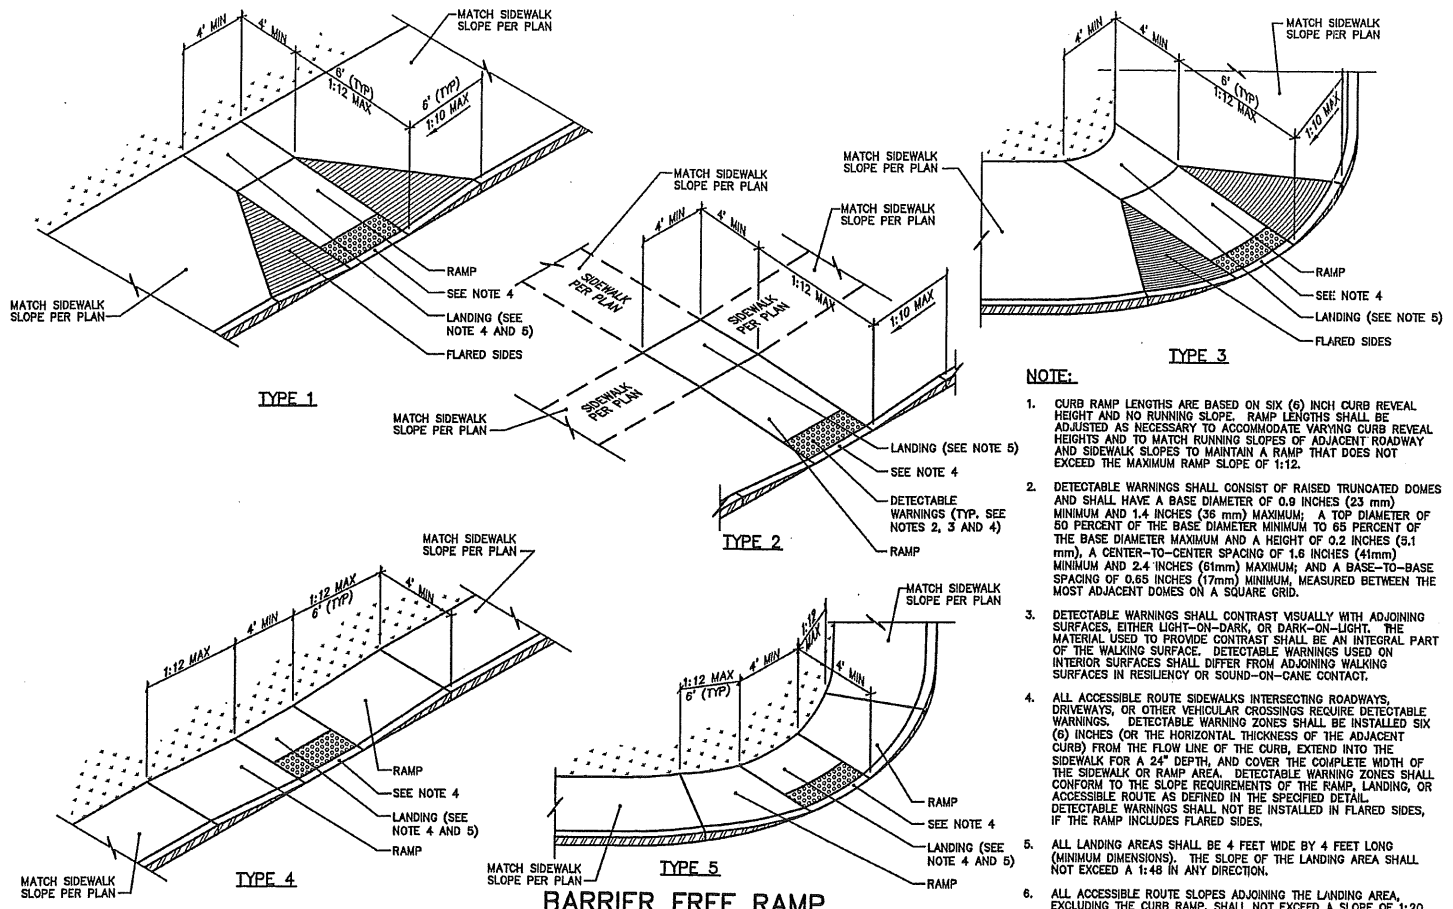 4' MIN
4' MIN
6' (TYP)
1:12 MAX
6' (TYP)
1:10 MAX
MATCH SIDEWALK
SLOPE PER PLAN
MATCH SIDEWALK
SLOPE PER PLAN
RAMP
SEE NOTE 4
LANDING (SEE
NOTE 4 AND 5)
FLARED SIDES
TYPE 1
MATCH SIDEWALK
SLOPE PER PLAN
MATCH SIDEWALK
SLOPE PER PLAN
4' MIN
4' MIN
1:12 MAX
1:10 MAX
SIDEWALK
PER PLAN
SIDEWALK
PER PLAN
SIDEWALK
PER PLAN
MATCH SIDEWALK
SLOPE PER PLAN
LANDING (SEE NOTE 5)
SEE NOTE 4
DETECTABLE
WARNINGS (TYP. SEE
NOTES 2, 3 AND 4)
RAMP
TYPE 2
4' MIN
4' MIN
6' (TYP)
1:12 MAX
1:10 MAX
MATCH SIDEWALK
SLOPE PER PLAN
MATCH SIDEWALK
SLOPE PER PLAN
RAMP
SEE NOTE 4
LANDING (SEE NOTE 5)
FLARED SIDES
TYPE 3
1:12 MAX
4' MIN
1:12 MAX
6' (TYP)
4' MIN
MATCH SIDEWALK
SLOPE PER PLAN
RAMP
SEE NOTE 4
LANDING (SEE
NOTE 4 AND 5)
RAMP
MATCH SIDEWALK
SLOPE PER PLAN
TYPE 4
1:12 MAX
6' (TYP)
4' MIN
1:12
MAX
4' MIN
MATCH SIDEWALK
SLOPE PER PLAN
RAMP
SEE NOTE 4
LANDING (SEE
NOTE 4 AND 5)
RAMP
MATCH SIDEWALK
SLOPE PER PLAN
TYPE 5
BARRIER FREE RAMP
NOTE:
1. CURB RAMP LENGTHS ARE BASED ON SIX (6) INCH CURB REVEAL
HEIGHT AND NO RUNNING SLOPE. RAMP LENGTHS SHALL BE
ADJUSTED AS NECESSARY TO ACCOMMODATE VARYING CURB REVEAL
HEIGHTS AND TO MATCH RUNNING SLOPES OF ADJACENT ROADWAY
AND SIDEWALK SLOPES TO MAINTAIN A RAMP THAT DOES NOT
EXCEED THE MAXIMUM RAMP SLOPE OF 1:12.
2. DETECTABLE WARNINGS SHALL CONSIST OF RAISED TRUNCATED DOMES
AND SHALL HAVE A BASE DIAMETER OF 0.9 INCHES (23 mm)
MINIMUM AND 1.4 INCHES (36 mm) MAXIMUM; A TOP DIAMETER OF
50 PERCENT OF THE BASE DIAMETER MINIMUM TO 65 PERCENT OF
THE BASE DIAMETER MAXIMUM AND A HEIGHT OF 0.2 INCHES (5.1
mm), A CENTER-TO-CENTER SPACING OF 1.6 INCHES (41mm)
MINIMUM AND 2.4 INCHES (61mm) MAXIMUM; AND A BASE-TO-BASE
SPACING OF 0.65 INCHES (17mm) MINIMUM, MEASURED BETWEEN THE
MOST ADJACENT DOMES ON A SQUARE GRID.
3. DETECTABLE WARNINGS SHALL CONTRAST VISUALLY WITH ADJOINING
SURFACES, EITHER LIGHT-ON-DARK, OR DARK-ON-LIGHT. THE
MATERIAL USED TO PROVIDE CONTRAST SHALL BE AN INTEGRAL PART
OF THE WALKING SURFACE. DETECTABLE WARNINGS USED ON
INTERIOR SURFACES SHALL DIFFER FROM ADJOINING WALKING
SURFACES IN RESILIENCY OR SOUND-ON-CANE CONTACT.
4. ALL ACCESSIBLE ROUTE SIDEWALKS INTERSECTING ROADWAYS,
DRIVEWAYS, OR OTHER VEHICULAR CROSSINGS REQUIRE DETECTABLE
WARNINGS. DETECTABLE WARNING ZONES SHALL BE INSTALLED SIX
(6) INCHES (OR THE HORIZONTAL THICKNESS OF THE ADJACENT
CURB) FROM THE FLOW LINE OF THE CURB, EXTEND INTO THE
SIDEWALK FOR A 24" DEPTH, AND COVER THE COMPLETE WIDTH OF
THE SIDEWALK OR RAMP AREA. DETECTABLE WARNING ZONES SHALL
CONFORM TO THE SLOPE REQUIREMENTS OF THE RAMP, LANDING, OR
ACCESSIBLE ROUTE AS DEFINED IN THE SPECIFIED DETAIL.
DETECTABLE WARNINGS SHALL NOT BE INSTALLED IN FLARED SIDES,
IF THE RAMP INCLUDES FLARED SIDES.
5. ALL LANDING AREAS SHALL BE 4 FEET WIDE BY 4 FEET LONG
(MINIMUM DIMENSIONS). THE SLOPE OF THE LANDING AREA SHALL
NOT EXCEED A 1:48 IN ANY DIRECTION.
6. ALL ACCESSIBLE ROUTE SLOPES ADJOINING THE LANDING AREA,
EXCLUDING THE CURB RAMP, SHALL NOT EXCEED A SLOPE OF 1:20